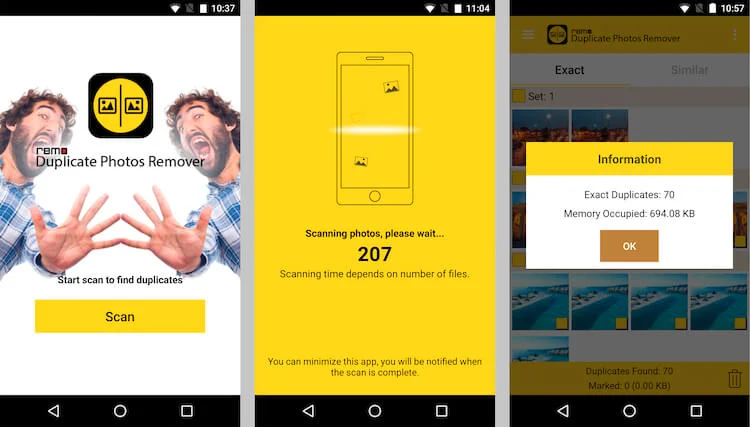 10:37
remo
Duplicate Photos Remover
Start scan to find duplicates
Scan
11:04
Scanning photos, please wait...
207
Scanning time depends on number of files.
You can minimize this app, you will be notified when
the scan is complete.
10:57
remo
Duplicate Photos Remover
Exact
Similar
Set: 1
Information
Exact Duplicates: 70
Memory Occupied: 694.08 KB
OK
Duplicates Found: 70
Marked: 0 (0.00 KB)